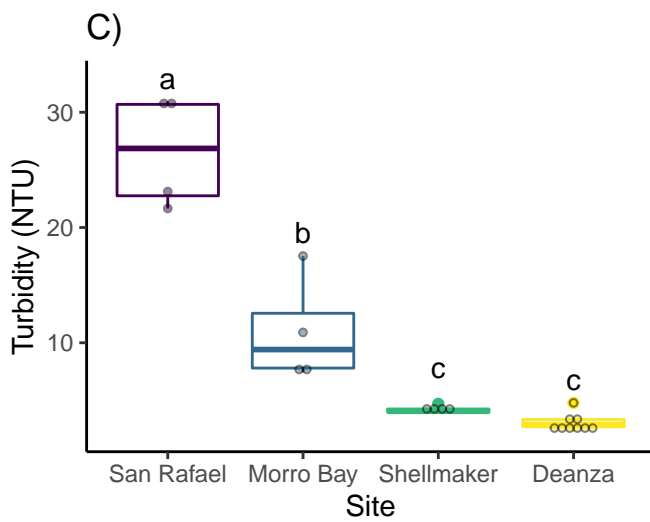 C)
a
b
c
c
30
20
10
Turbidity (NTU)
San Rafael Morro Bay Shellmaker Deanza
Site